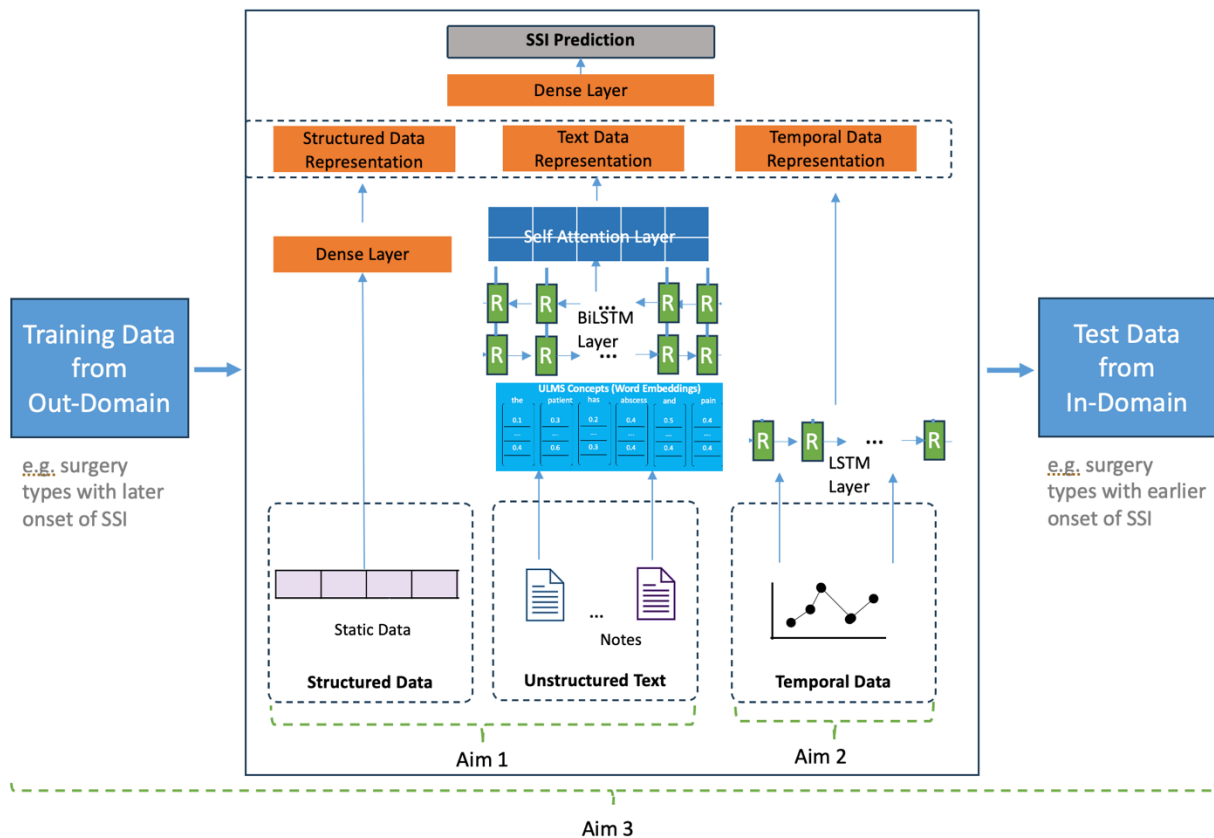 SSI Prediction
Dense Layer
Structured Data
Representation
Text Data
Representation
Temporal Data
Representation
Self Attention Layer
Dense Layer
R R ... R R
BiLSTM
Layer
R R ... R R
ULMS Concepts (Word Embeddings)
the patient has abscess and pain
0.1 0.3 0.2 0.4 0.5 0.4
... ... ... ... ... ...
0.4 0.6 0.3 0.4 0.4 0.4
R R ... R
LSTM
Layer
Training Data
from
Out-Domain
e.g. surgery
types with later
onset of SSI
Test Data
from
In-Domain
e.g. surgery
types with earlier
onset of SSI
Static Data
Structured Data
...
Notes
Unstructured Text
Temporal Data
Aim 1
Aim 2
Aim 3